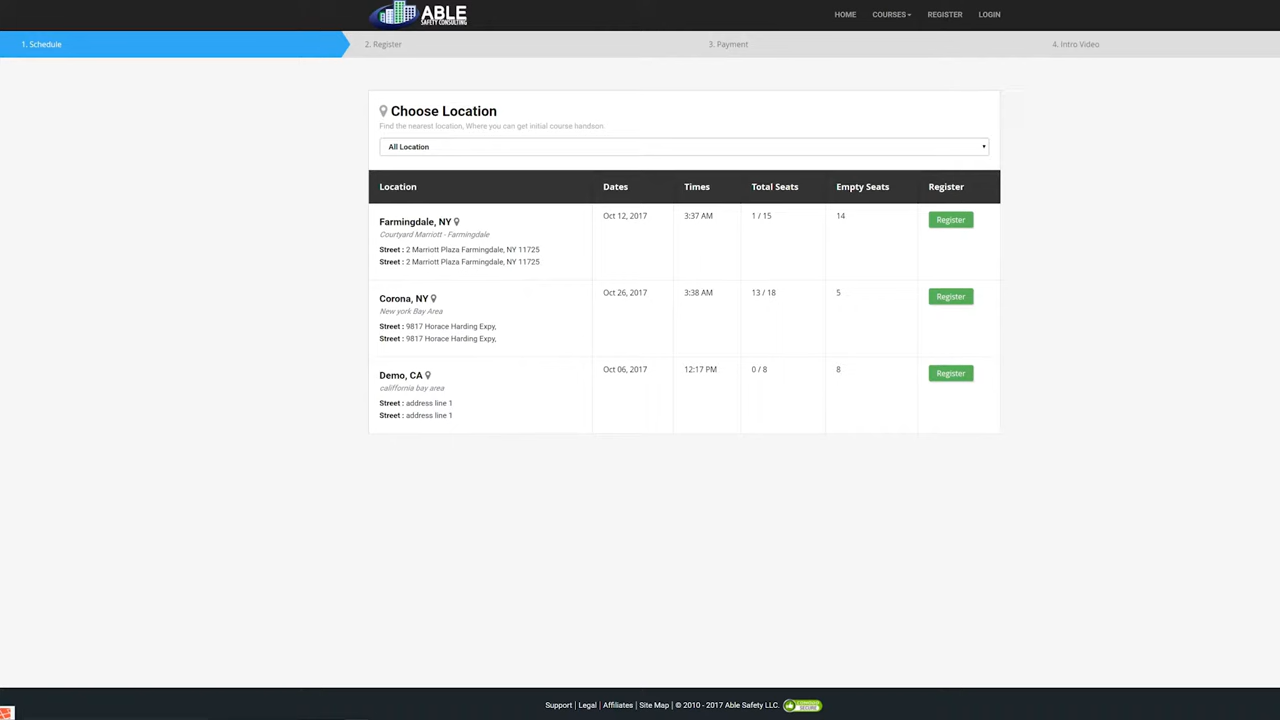 ABLE
SAFETY CONSULTING
HOME COURSES REGISTER LOGIN
1. Schedule 2. Register 3. Payment 4. Intro Video
Choose Location
Find the nearest location, Where you can get initial course handson
All Location
Location Dates Times Total Seats Empty Seats Register
Farmingdale, NY Oct 12, 2017 3:37 AM 1 / 15 14 Register
Courtyard Marriott - Farmingdale
Street : 2 Marriott Plaza Farmingdale, NY 11725
Street : 2 Marriott Plaza Farmingdale, NY 11725
Corona, NY Oct 26, 2017 3:38 AM 13 / 18 5 Register
New york Bay Area
Street : 9817 Horace Harding Expy,
Street : 9817 Horace Harding Expy,
Demo, CA Oct 06, 2017 12:17 PM 0 / 8 8 Register
califfornia bay area
Street : address line 1
Street : address line 1
Support | Legal | Affiliates | Site Map | © 2010 - 2017 Able Safety LLC. SECURE